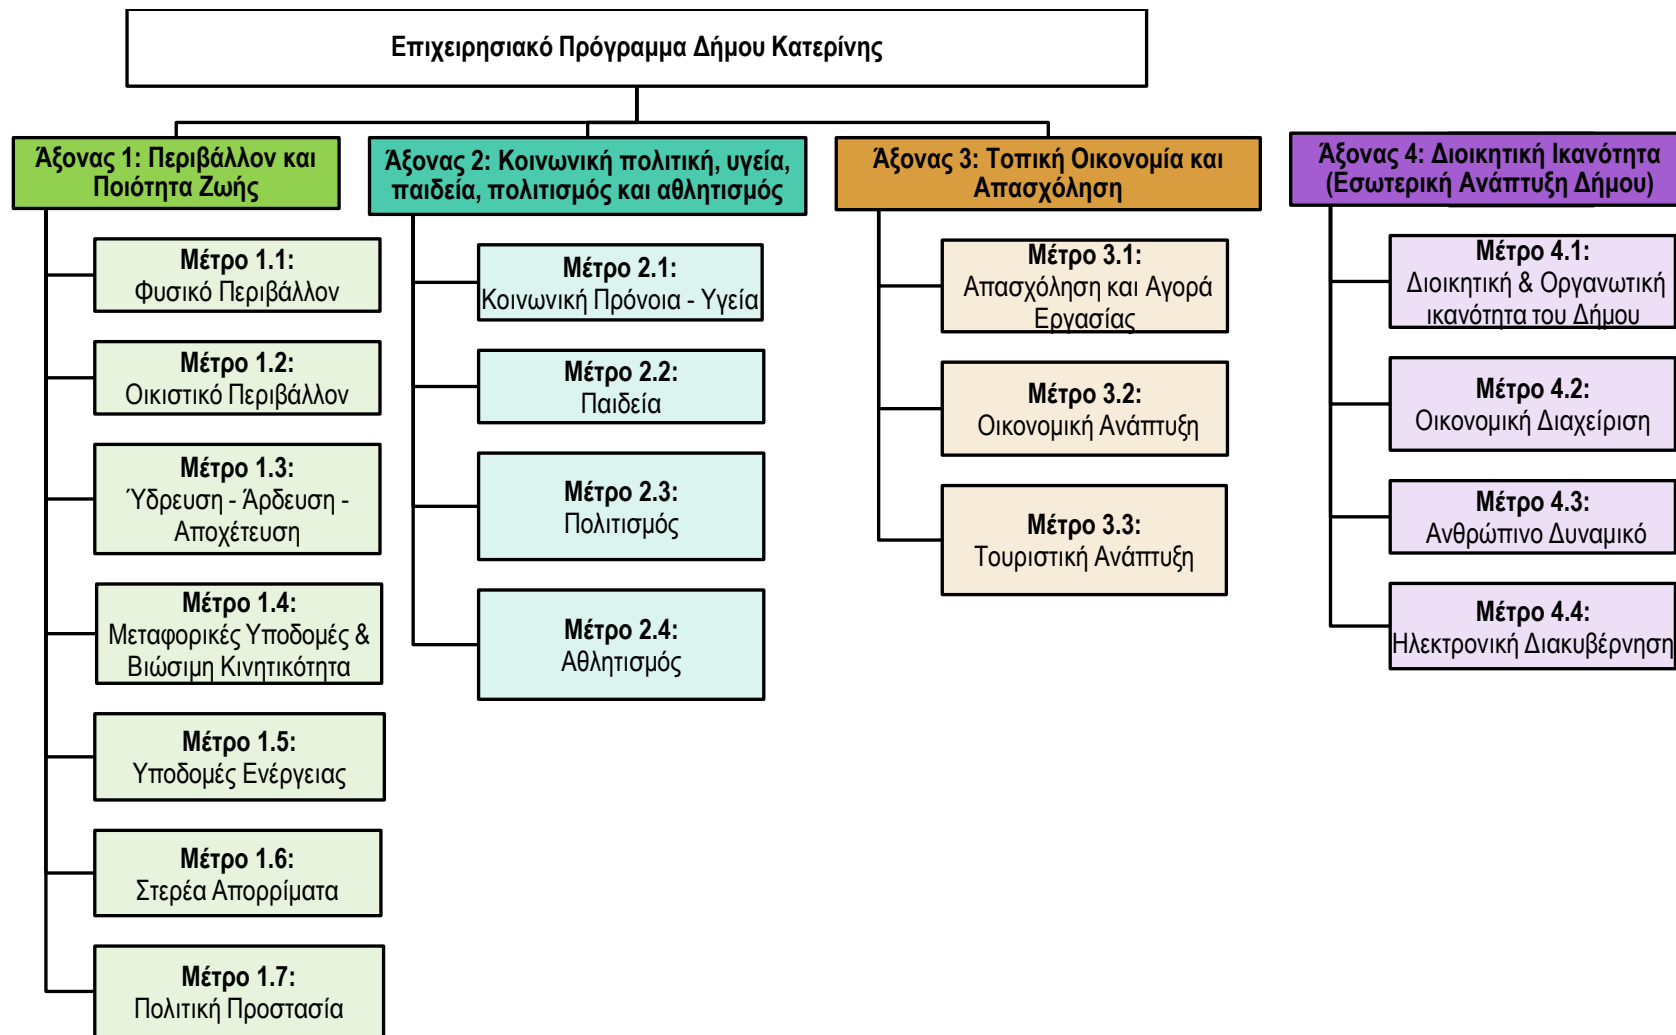 Επιχειρησιακό Πρόγραμμα Δήμου Κατερίνης
Άξονας 1: Περιβάλλον και
Ποιότητα Ζωής
Μέτρο 1.1:
Φυσικό Περιβάλλον
Μέτρο 1.2:
Οικιστικό Περιβάλλον
Μέτρο 1.3:
Ύδρευση - Άρδευση -
Αποχέτευση
Μέτρο 1.4:
Μεταφορικές Υποδομές &
Βιώσιμη Κινητικότητα
Μέτρο 1.5:
Υποδομές Ενέργειας
Μέτρο 1.6:
Στερέα Απορρίματα
Μέτρο 1.7:
Πολιτική Προστασία
Άξονας 2: Κοινωνική πολιτική, υγεία,
παιδεία, πολιτισμός και αθλητισμός
Μέτρο 2.1:
Κοινωνική Πρόνοια - Υγεία
Μέτρο 2.2:
Παιδεία
Μέτρο 2.3:
Πολιτισμός
Μέτρο 2.4:
Αθλητισμός
Άξονας 3: Τοπική Οικονομία και
Απασχόληση
Μέτρο 3.1:
Απασχόληση και Αγορά
Εργασίας
Μέτρο 3.2:
Οικονομική Ανάπτυξη
Μέτρο 3.3:
Τουριστική Ανάπτυξη
Άξονας 4: Διοικητική Ικανότητα
(Εσωτερική Ανάπτυξη Δήμου)
Μέτρο 4.1:
Διοικητική & Οργανωτική
ικανότητα του Δήμου
Μέτρο 4.2:
Οικονομική Διαχείριση
Μέτρο 4.3:
Ανθρώπινο Δυναμικό
Μέτρο 4.4:
Ηλεκτρονική Διακυβέρνηση